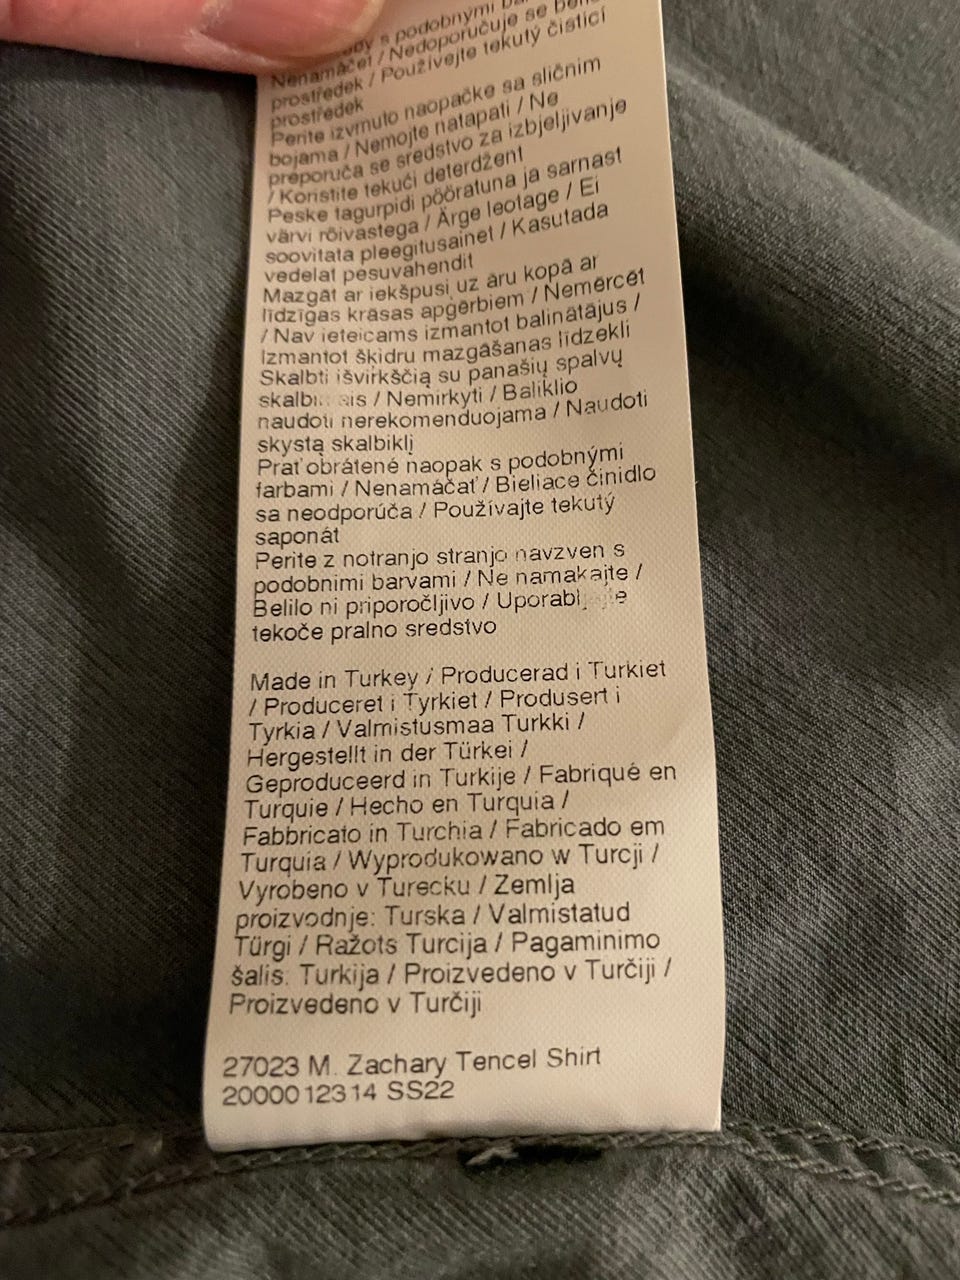 s podobnými
Nenamáčet / Nedoporučuje se
prostředek / Používejte tekutý čisticí
prostředek
Perite izvrnuto naopačke sa sličnim
bojama / Nemojte natapati / Ne
preporuča se sredstvo za izbjeljivanje
/ Koristite tekući deterdžent
Peske tagurpidi pööratuna ja sarnast
värvi rõivastega / Ärge leotage / Ei
soovitata pleegitusainet / Kasutada
vedelat pesuvahendit
Mazgāt ar iekšpusi uz āru kopā ar
līdzīgas krāsas apģērbiem / Nemērcēt
/ Nav ieteicams izmantot balinātājus /
Izmantot šķidru mazgāšanas līdzekli
Skalbti išvirkščią su panašių spalvų
/ Nemirkyti / Baliklio
naudoti nerekomenduojama / Naudoti
skystą skalbiklį
Prať obrátené naopak s podobnými
farbami / Nenamáčať / Bieliace činidlo
sa neodporúča / Používajte tekutý
saponát
Perite z notranjo stranjo navzven s
podobnimi barvami / Ne namakajte /
Belilo ni priporočljivo /
tekoče pralno sredstvo
Made in Turkey / Producerad i Turkiet
/ Produceret i Tyrkiet / Produsert i
Tyrkia / Valmistusmaa Turkki /
Hergestellt in der Türkei /
Geproduceerd in Turkije / Fabriqué en
Turquie / Hecho en Turquia /
Fabbricato in Turchia / Fabricado em
Turquia / Wyprodukowano w Turcji /
Vyrobeno v Turecku / Zemlja
proizvodnje: Turska / Valmistatud
Türgi / Ražots Turcija / Pagaminimo
šalis: Turkija / Proizvedeno v Turčiji /
Proizvedeno v Turčiji
27023 M. Zachary Tencel Shirt
2000012314 SS22